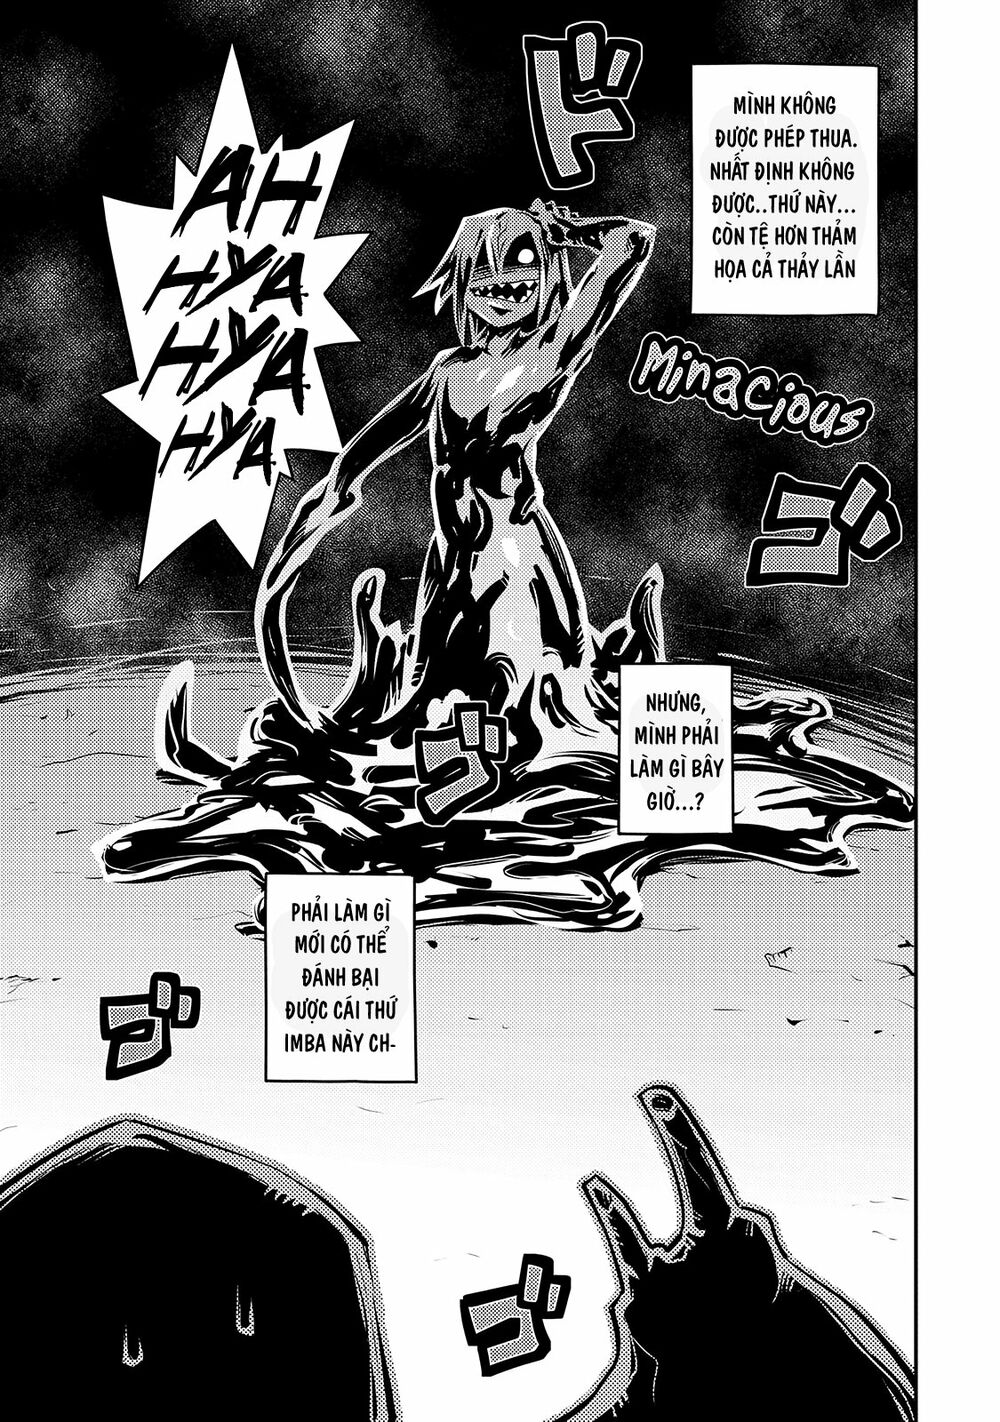 ド
MÌNH KHÔNG
ĐƯỢC PHÉP THUA.
NHẤT ĐỊNH KHÔNG
ĐƯỢC..THỨ NÀY...
CÒN TỆ HƠN THẢM
HỌA CẢ THẢY LẦN
AH
HYA
HYA
HYA
Minacious
ゴ
NHƯNG,
MÌNH PHẢI
LÀM GÌ BÂY
GIỜ...?
ゴ
PHẢI LÀM GÌ
MỚI CÓ THỂ
ĐÁNH BẠI
ĐƯỢC CÁI THỨ
IMBA NÀY CH-
ゴ
ゴ